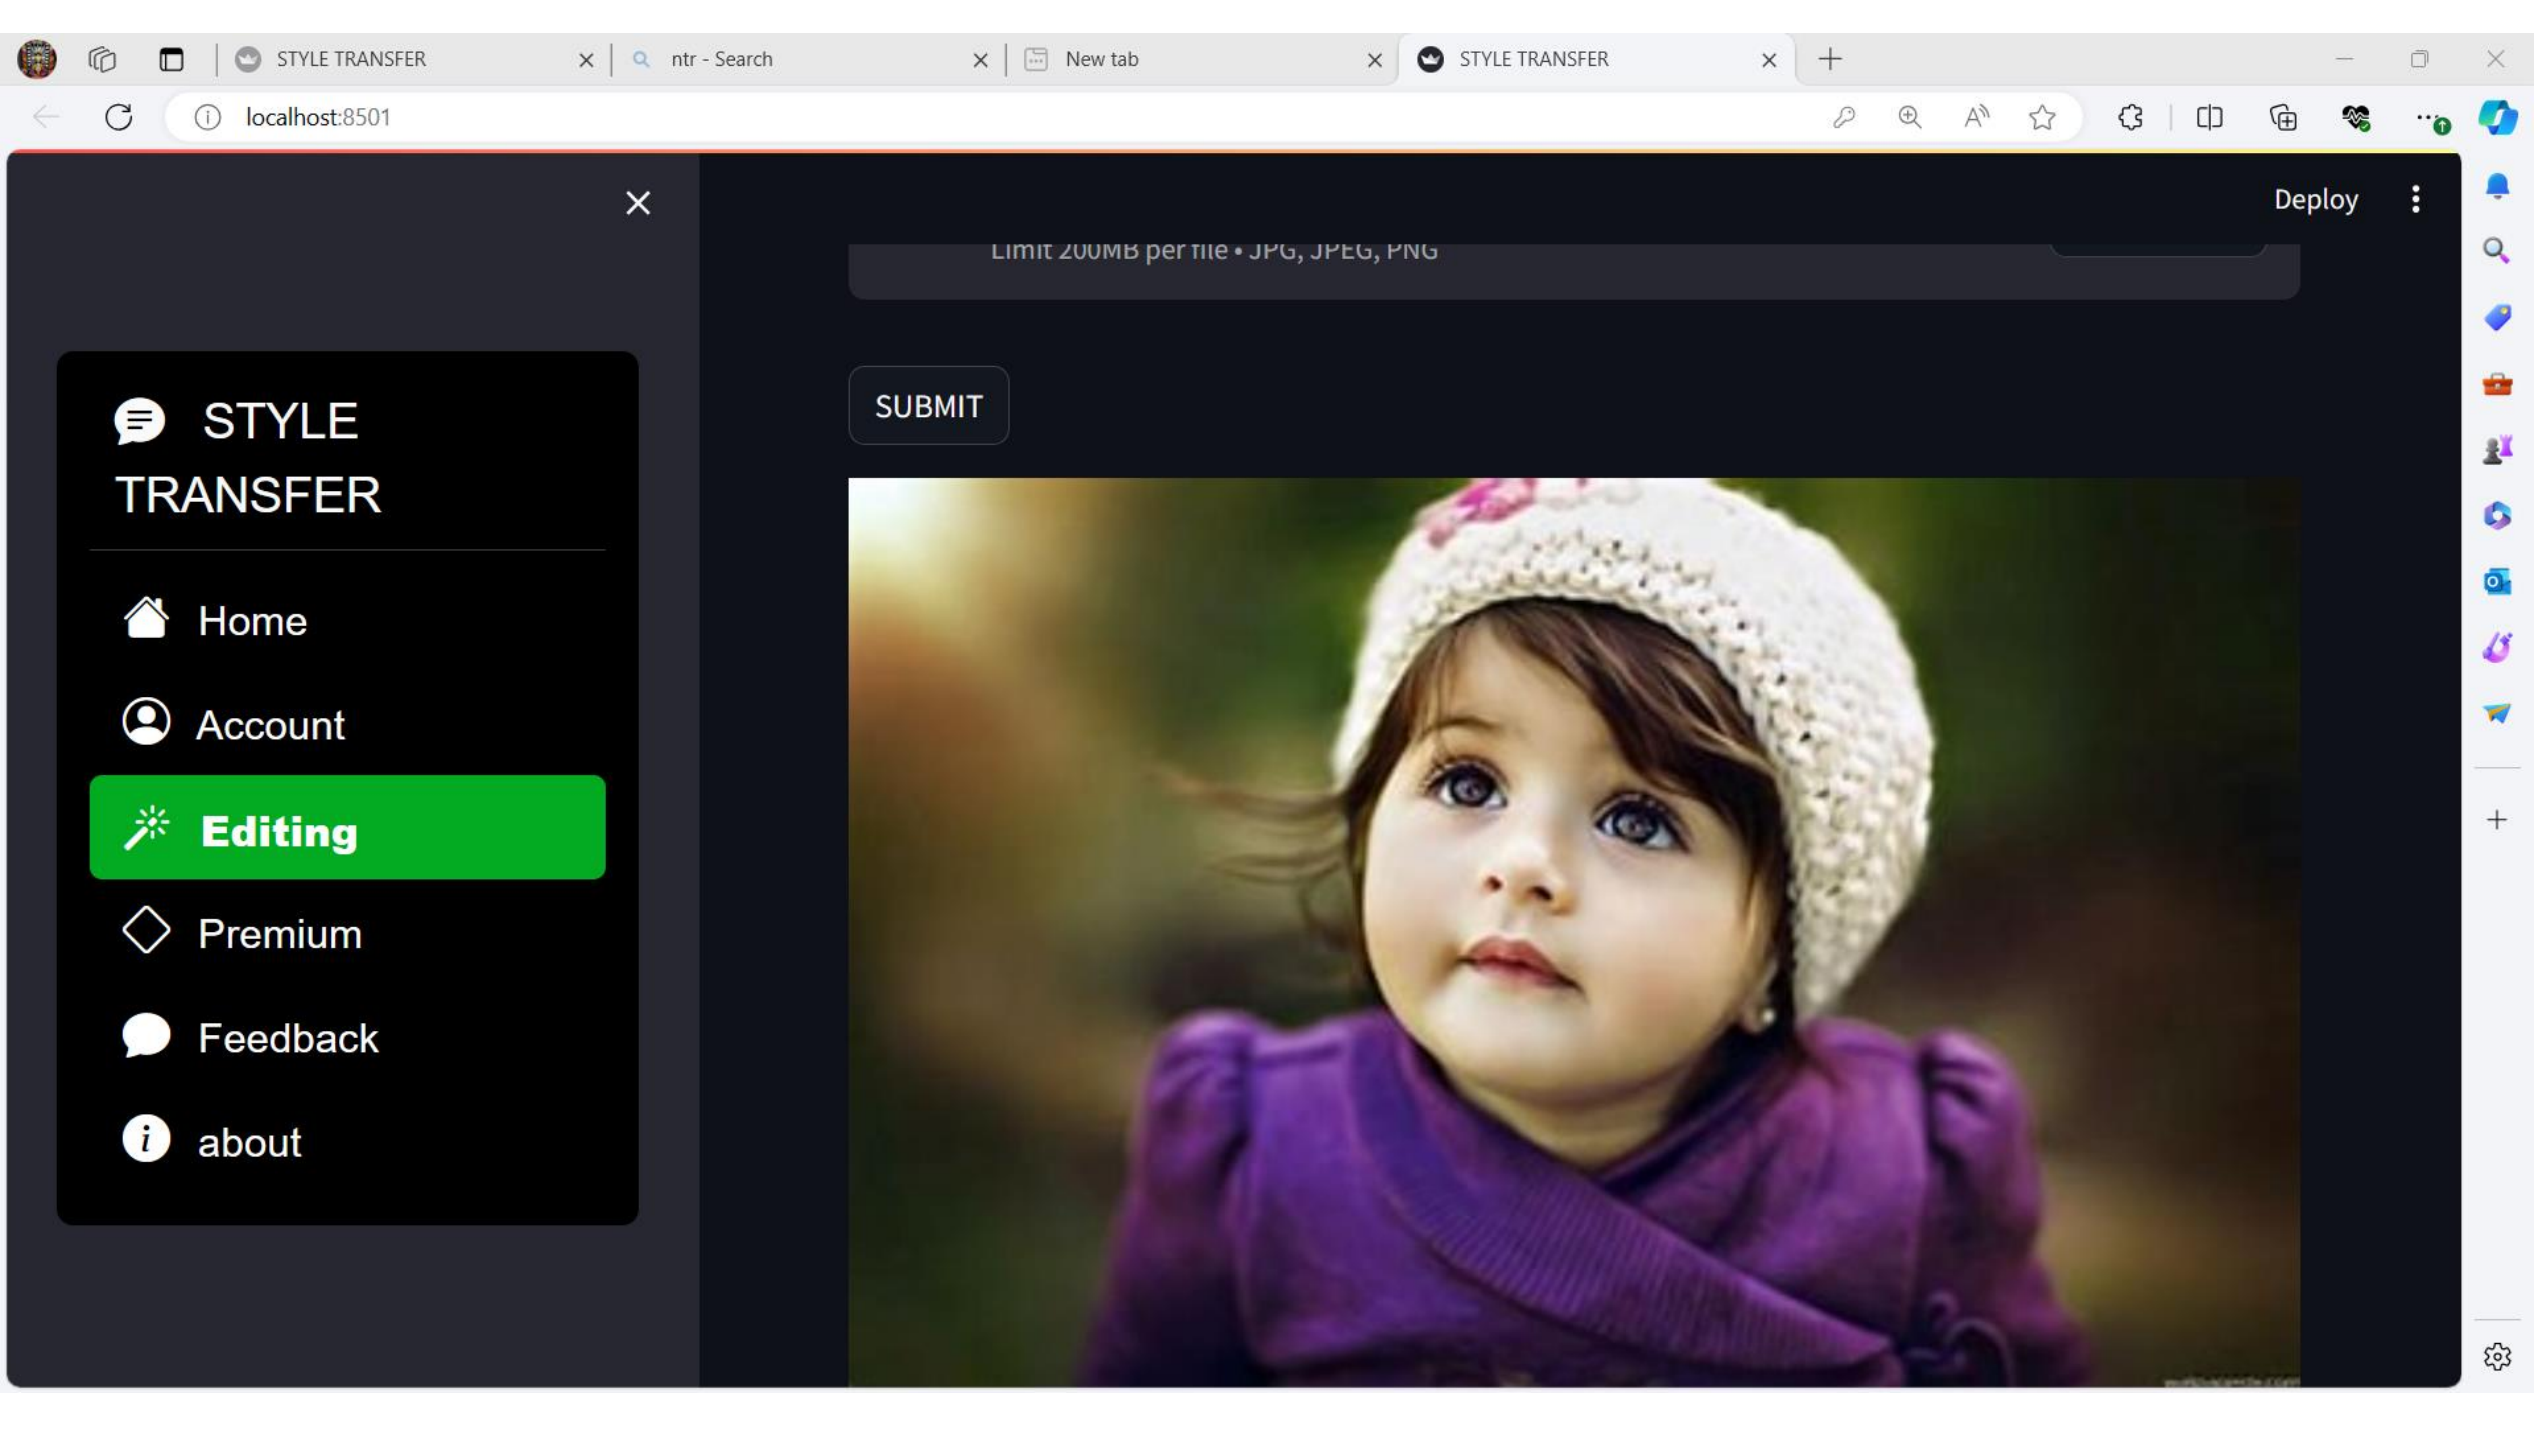 STYLE TRANSFER
ntr - Search
New tab
STYLE TRANSFER
localhost:8501
Deploy
Limit 200MB per file • JPG, JPEG, PNG
SUBMIT
STYLE
TRANSFER
Home
Account
Editing
Premium
Feedback
about